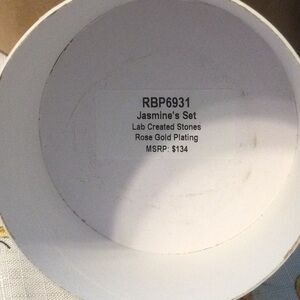 RBP6931
Jasmine's Set
Lab Created Stones
Rose Gold Plating
MSRP: $134